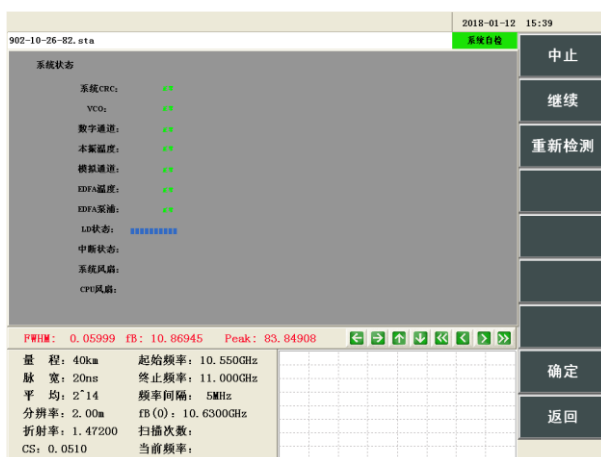 2018-01-12 15:39
902-10-26-82.sta
系统自检
系统状态
系统CRC:
VCO:
数字通道:
本振温度:
模拟通道:
EDFA温度:
EDFA泵浦:
LD状态:
中断状态:
系统风扇:
CPU风扇:
中止
继续
重新检测
确定
返回
FWHM: 0.05999 fB: 10.86945 Peak: 83.84908
量 程: 40km 起始频率: 10.550GHz
脉 宽: 20ns 终止频率: 11.000GHz
平 均: 2^14 频率间隔: 5MHz
分辨率: 2.00m fB(0): 10.6300GHz
折射率: 1.47200 扫描次数:
CS: 0.0510 当前频率: